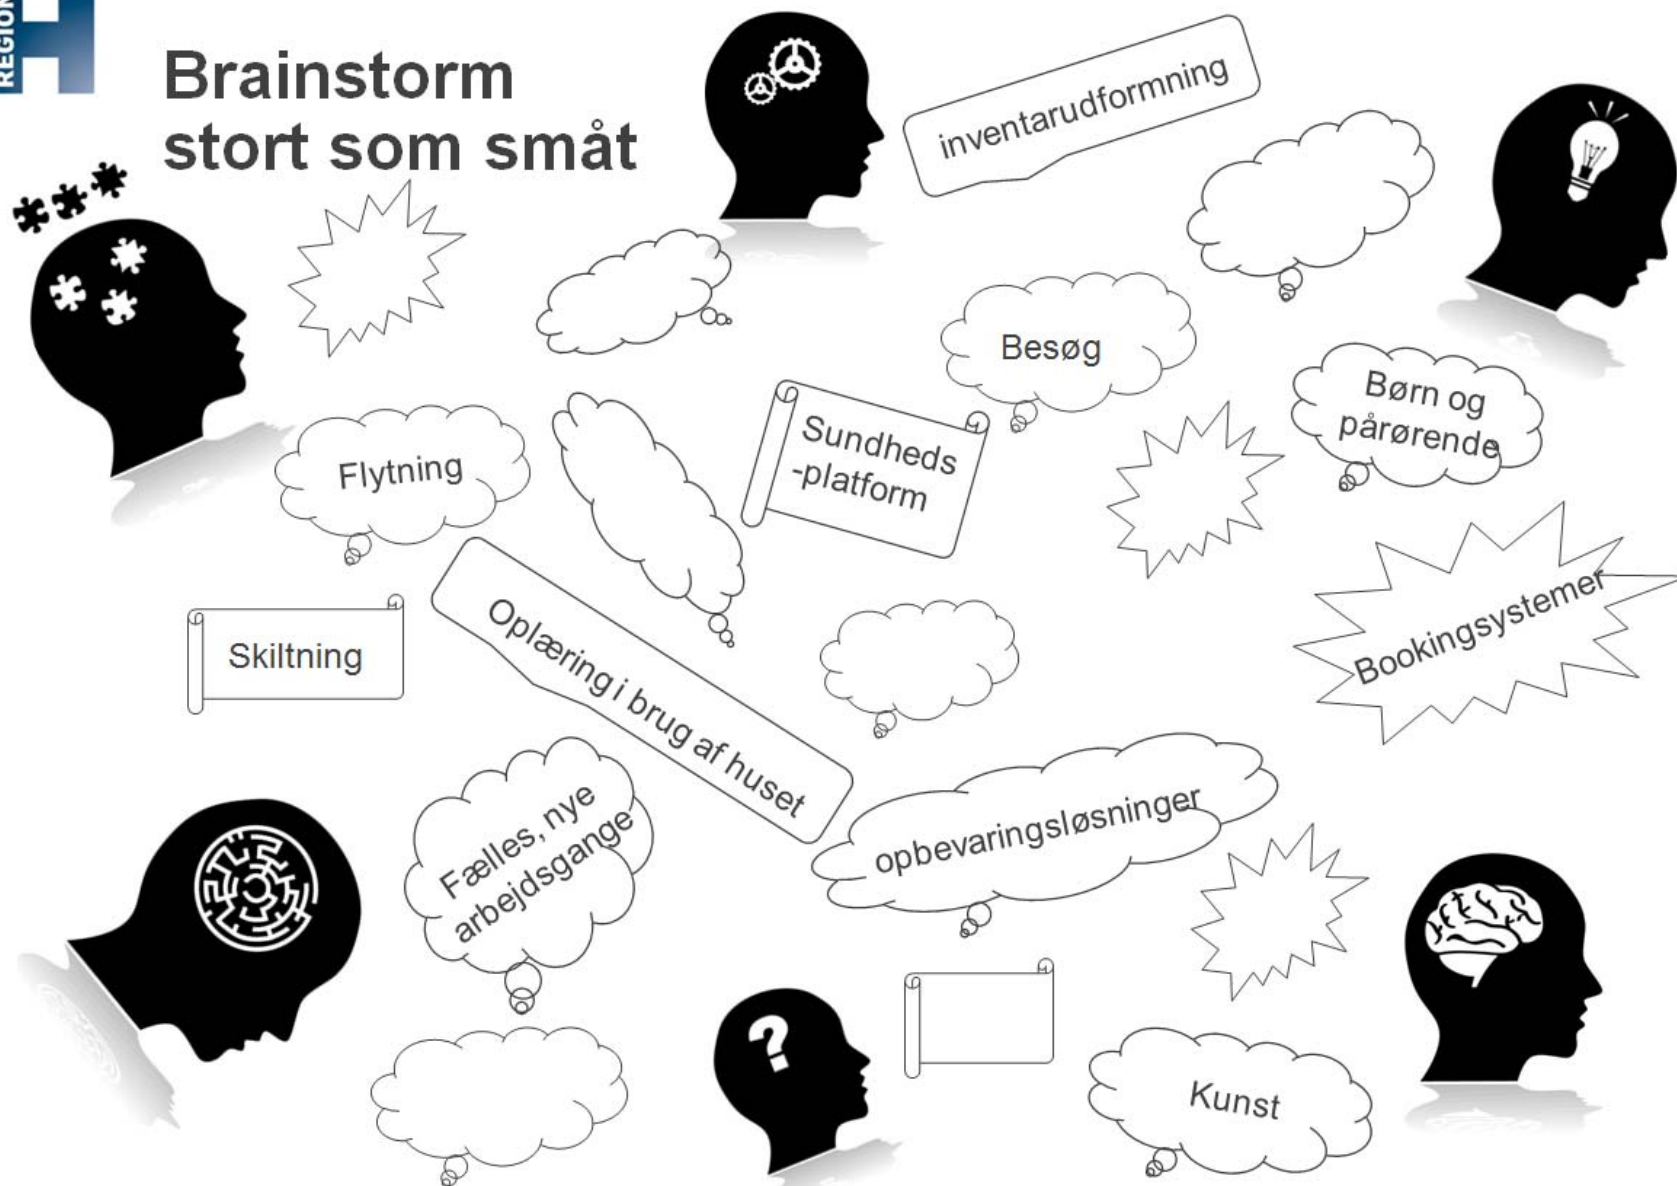 REGION
H
Brainstorm
stort som småt
inventarudformning
Besøg
Børn og
pårørende
Sundheds
-platform
Flytning
Bookingsystemer
Skiltning
Oplæring i brug af huset
Fælles, nye
arbejdsgange
opbevaringsløsninger
Kunst